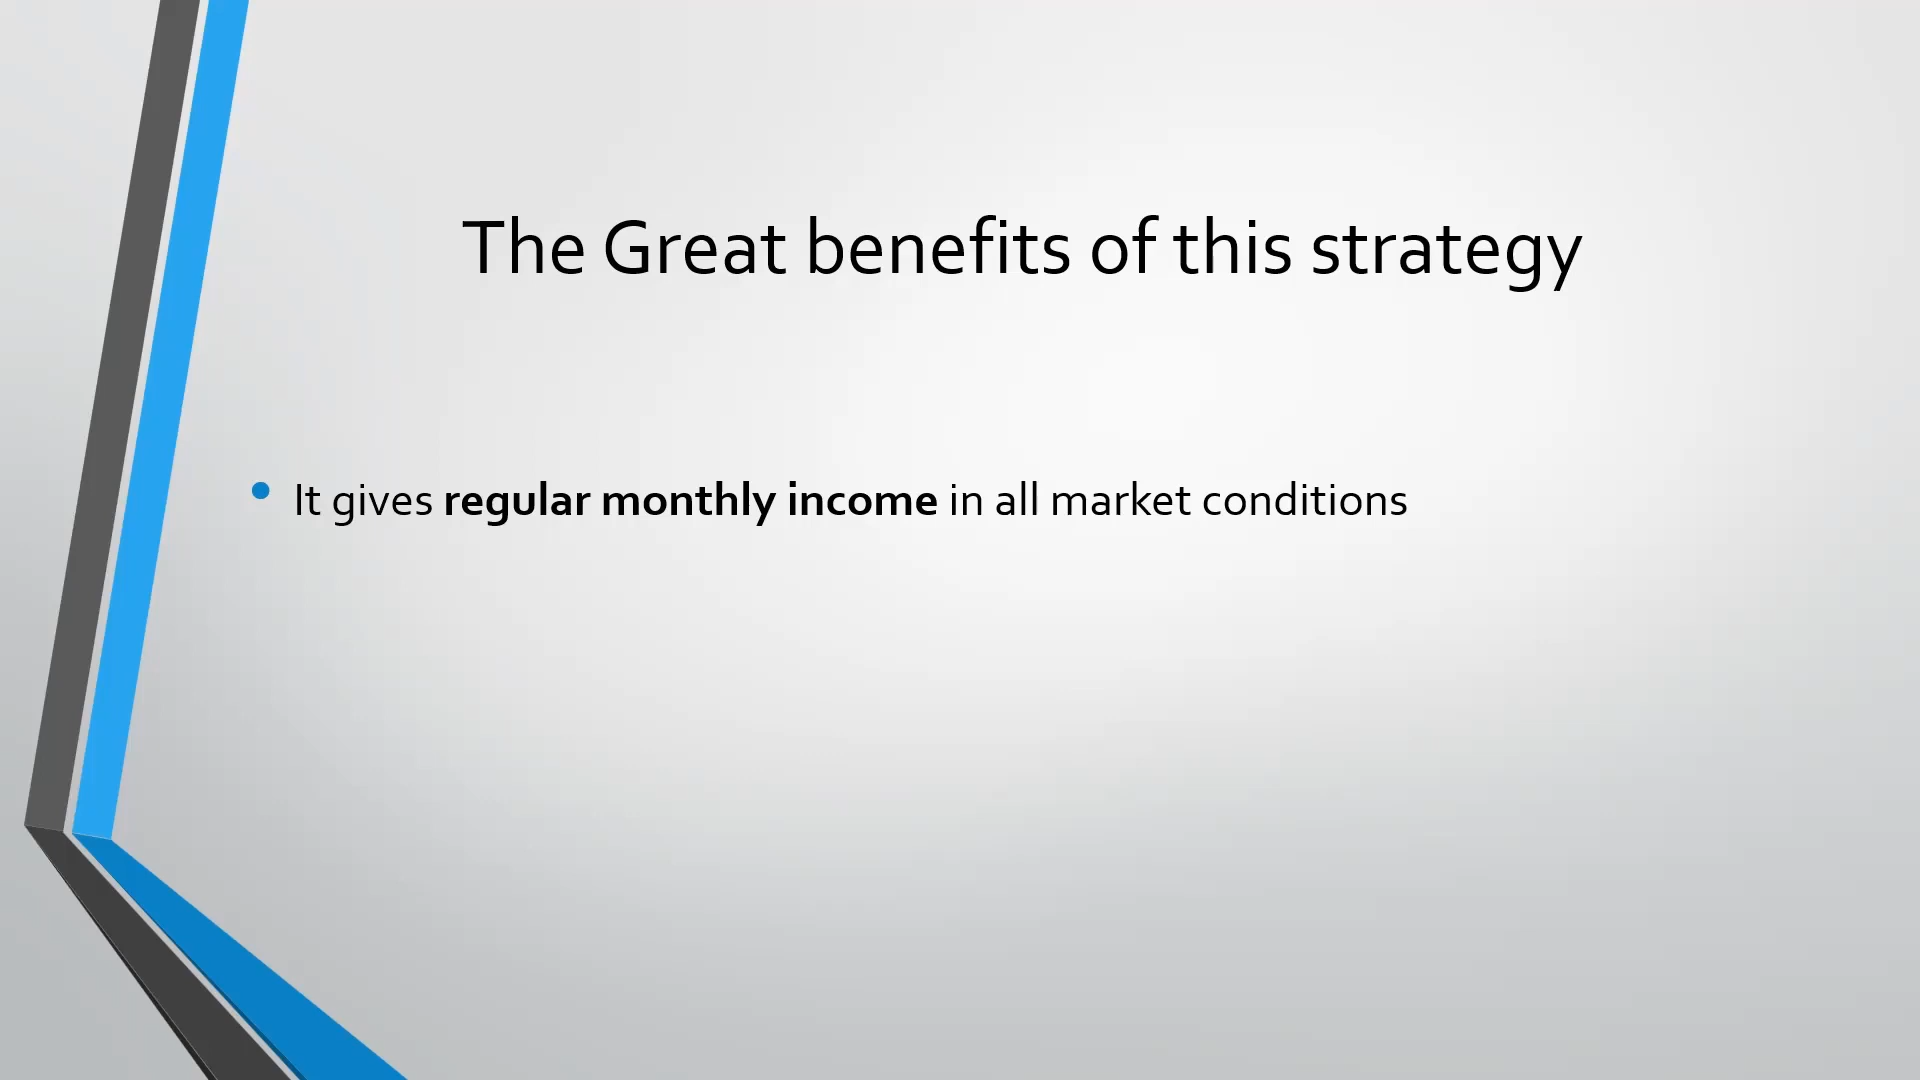 The Great benefits of this strategy
It gives regular monthly income in all market conditions